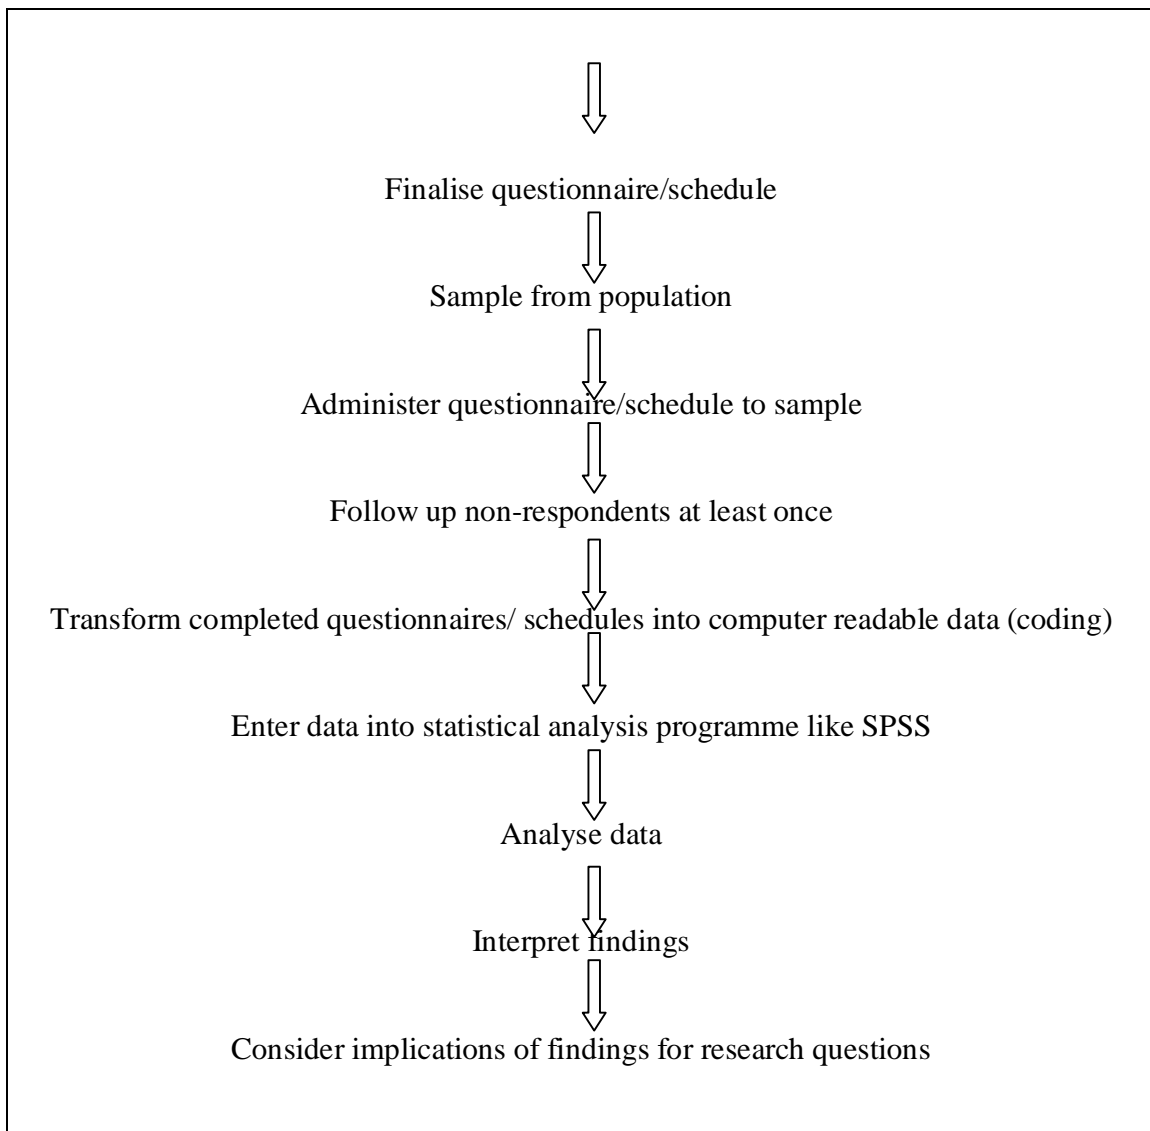 Finalise questionnaire/schedule
Sample from population
Administer questionnaire/schedule to sample
Follow up non-respondents at least once
Transform completed questionnaires/ schedules into computer readable data (coding)
Enter data into statistical analysis programme like SPSS
Analyse data
Interpret findings
Consider implications of findings for research questions